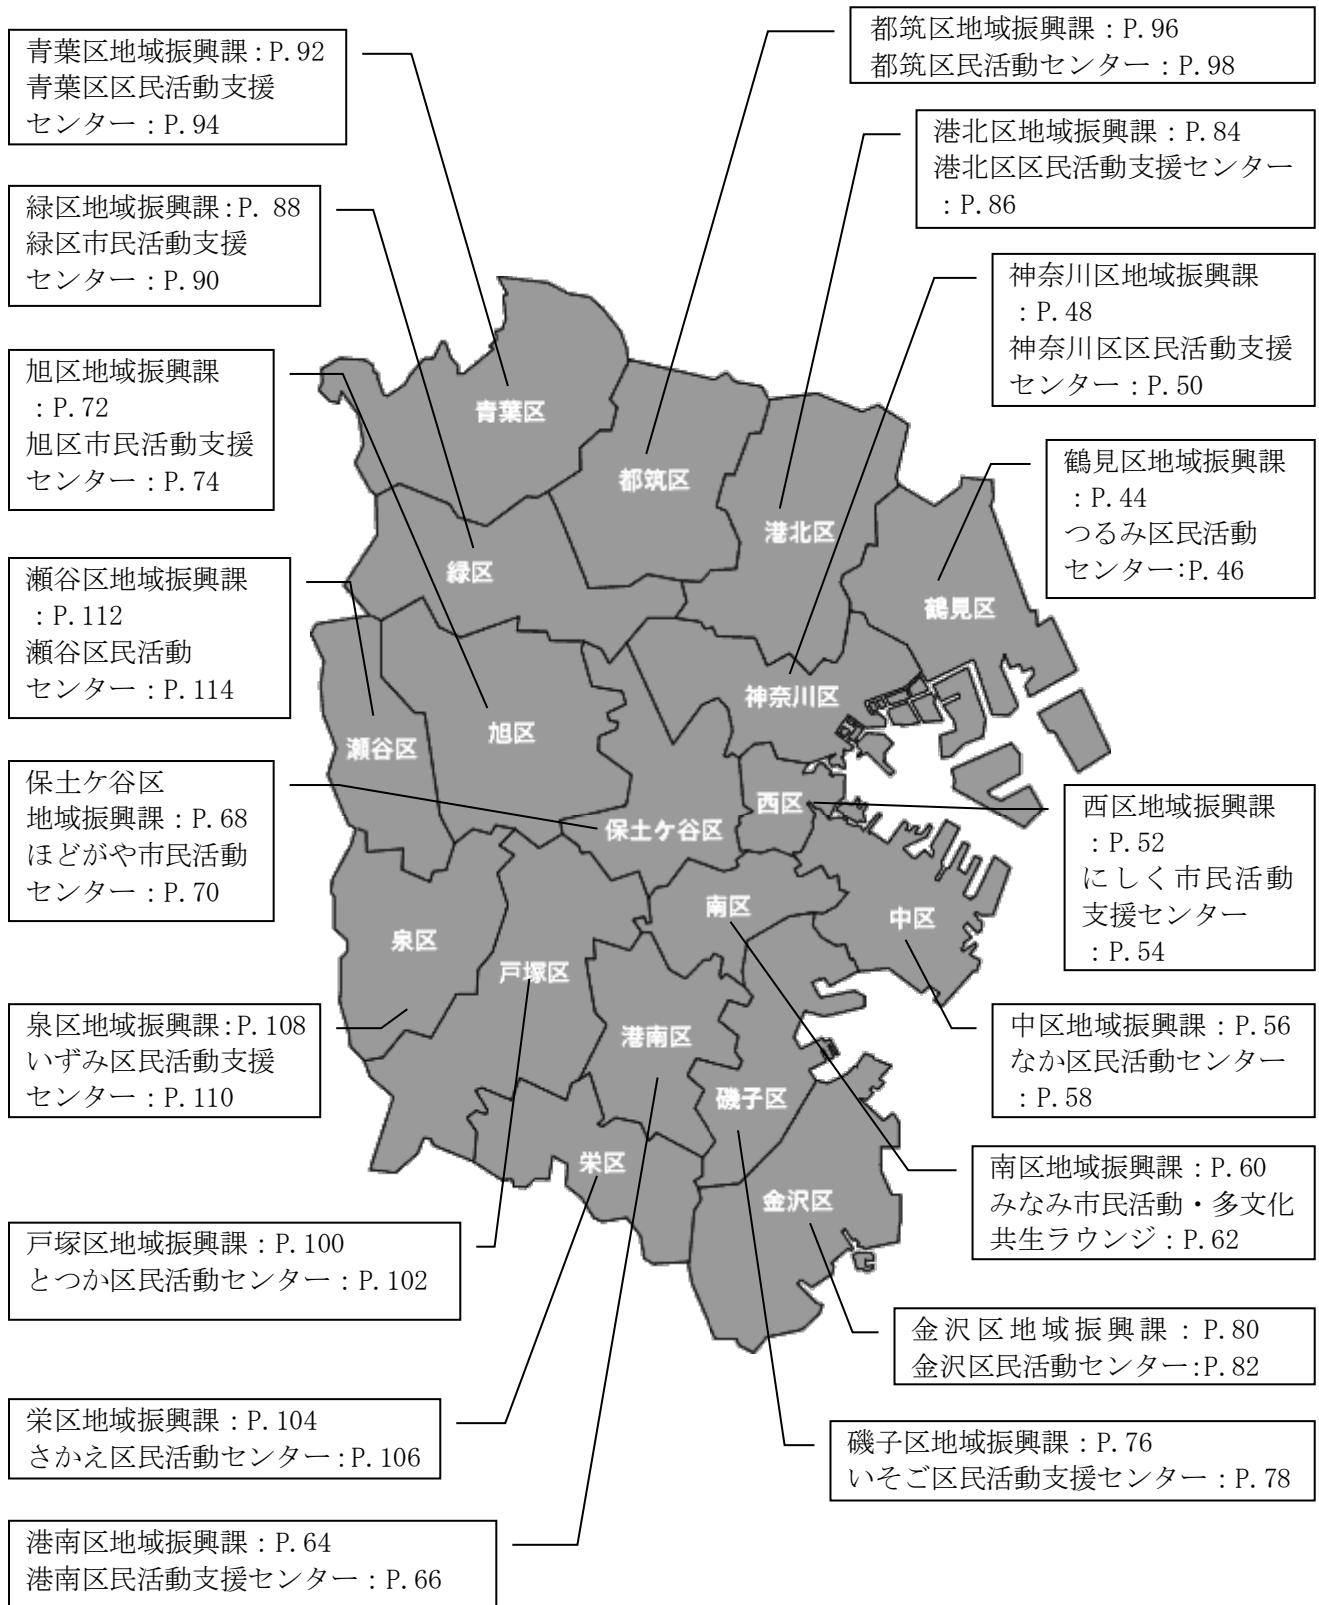 青葉区地域振興課:P.92
青葉区区民活動支援
センター：P.94
緑区地域振興課:P. 88
緑区市民活動支援
センター：P.90
旭区地域振興課
：P.72
旭区市民活動支援
センター：P.74
瀬谷区地域振興課
：P.112
瀬谷区民活動
センター：P.114
保土ケ谷区
地域振興課：P.68
ほどがや市民活動
センター：P.70
泉区地域振興課:P.108
いずみ区民活動支援
センター：P.110
戸塚区地域振興課：P.100
とつか区民活動センター：P.102
栄区地域振興課：P.104
さかえ区民活動センター:P.106
港南区地域振興課：P.64
港南区民活動支援センター：P.66
都筑区地域振興課：P.96
都筑区民活動センター：P.98
港北区地域振興課：P.84
港北区区民活動支援センター
：P.86
神奈川区地域振興課
：P.48
神奈川区区民活動支援
センター：P.50
鶴見区地域振興課
：P.44
つるみ区民活動
センター:P.46
西区地域振興課
：P.52
にしく市民活動
支援センター
：P.54
中区地域振興課：P.56
なか区民活動センター
：P.58
南区地域振興課：P.60
みなみ市民活動・多文化
共生ラウンジ：P.62
金沢区地域振興課：P.80
金沢区民活動センター:P.82
磯子区地域振興課：P.76
いそご区民活動支援センター：P.78
青葉区
都筑区
港北区
緑区
鶴見区
神奈川区
旭区
瀬谷区
西区
保土ケ谷区
南区
中区
泉区
戸塚区
港南区
磯子区
栄区
金沢区